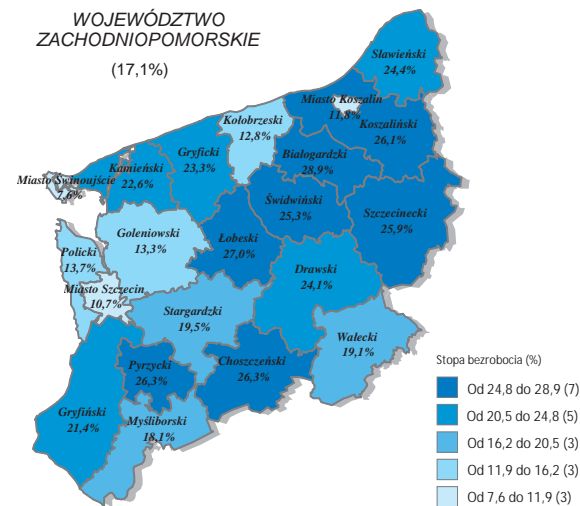 WOJEWÓDZTWO
ZACHODNIOPOMORSKIE
(17,1%)
Sławieński
24,4%
Miasto Koszalin
11,8%
Koszaliński
26,1%
Kołobrzeski
12,8%
Białogardzki
28,9%
Gryficki
23,3%
Kamieński
22,6%
Miasto Świnoujście
7,6%
Świdwiński
25,3%
Szczecinecki
25,9%
Goleniowski
13,3%
Łobeski
27,0%
Policki
13,7%
Drawski
24,1%
Miasto Szczecin
10,7%
Stargardzki
19,5%
Wałecki
19,1%
Pyrzycki
26,3%
Choszczeński
26,3%
Gryfiński
21,4%
Myśliborski
18,1%
Stopa bezrobocia (%)
Od 24,8 do 28,9 (7)
Od 20,5 do 24,8 (5)
Od 16,2 do 20,5 (3)
Od 11,9 do 16,2 (3)
Od 7,6 do 11,9 (3)